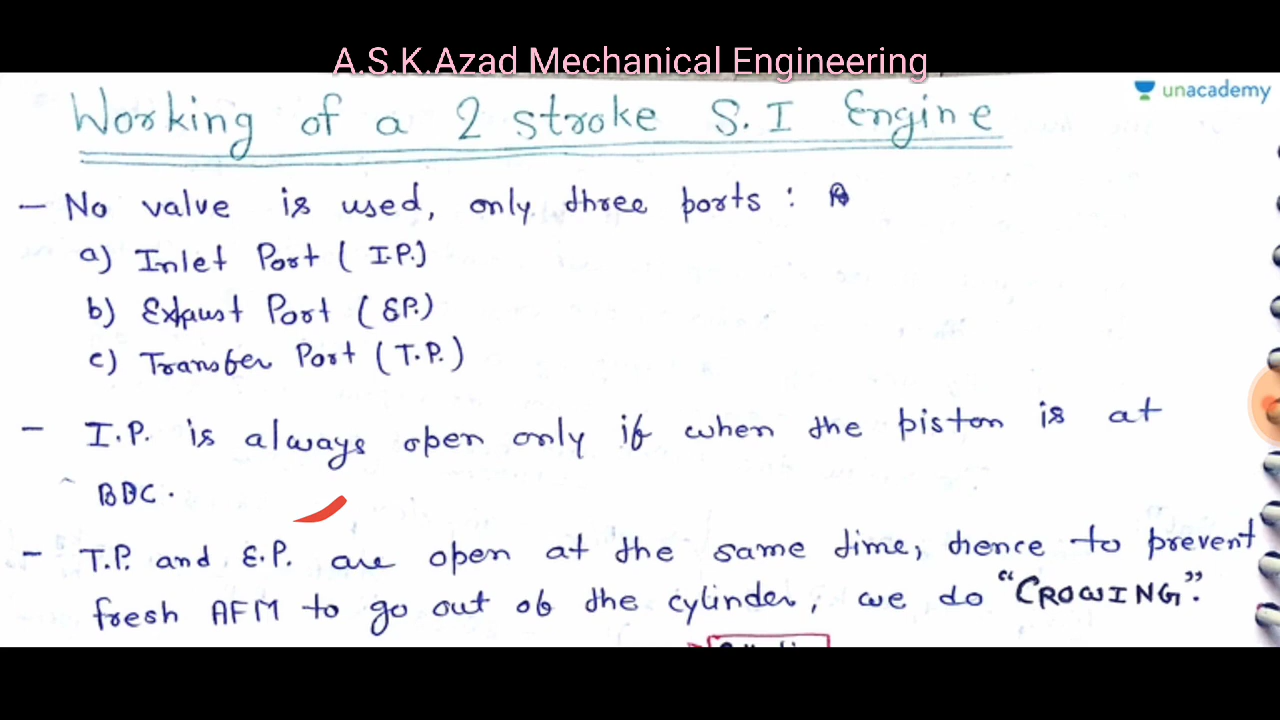 A.S.K.Azad Mechanical Engineering
unacademy
Working of a 2 stroke S.I Engine
– No valve is used, only three ports :
a) Inlet Port ( I.P.)
b) Exhaust Port ( E.P.)
c) Transfer Port ( T.P. )
– I.P. is always open only if when the piston is at
BDC .
– T.P. and E.P. are open at the same time, hence to prevent
fresh AFM to go out of the cylinder, we do "CROWING".